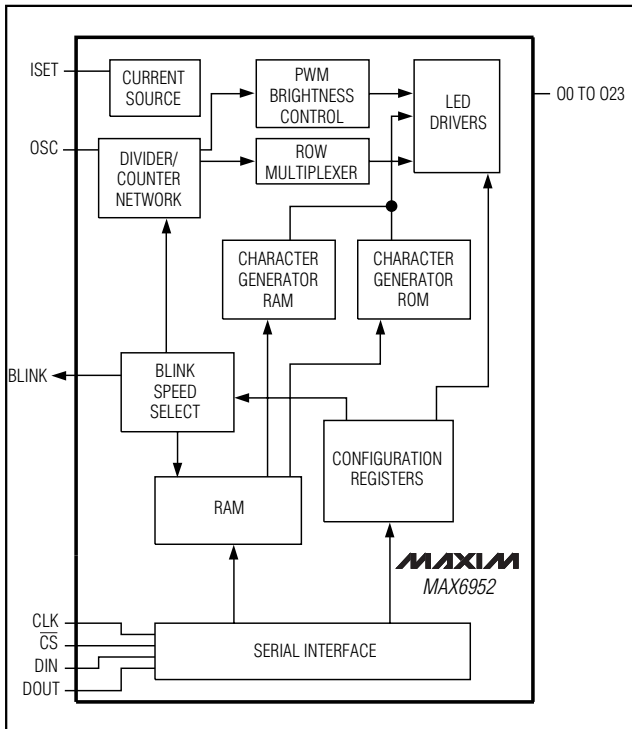 ISET
CURRENT
SOURCE
PWM
BRIGHTNESS
CONTROL
LED
DRIVERS
O0 TO O23
OSC
DIVIDER/
COUNTER
NETWORK
ROW
MULTIPLEXER
CHARACTER
GENERATOR
RAM
CHARACTER
GENERATOR
ROM
BLINK
BLINK
SPEED
SELECT
CONFIGURATION
REGISTERS
RAM
MAXIM
MAX6952
CLK
CS
DIN
DOUT
SERIAL INTERFACE